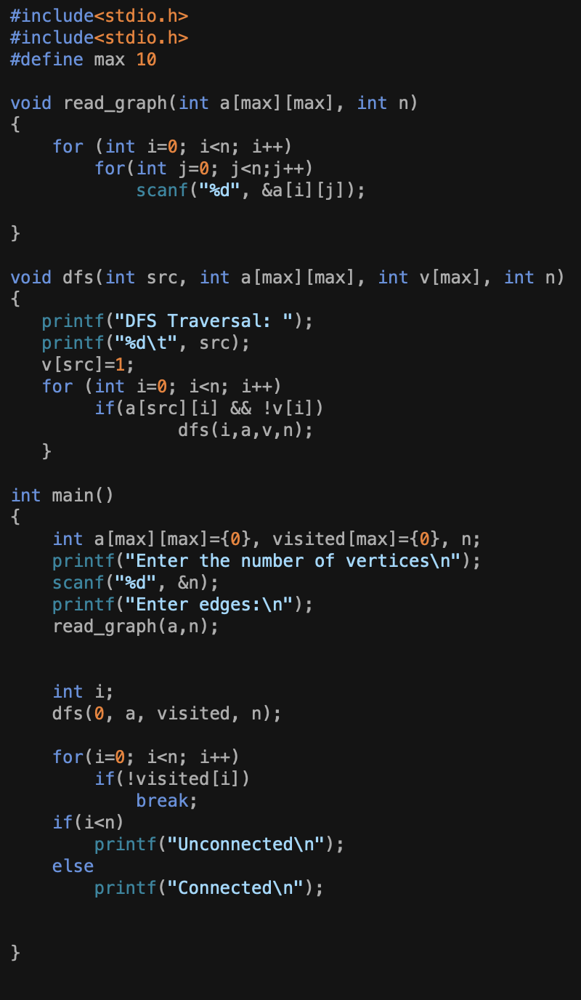 #include<stdio.h>
#include<stdio.h>
#define max 10
void read_graph(int a[max][max], int n)
{
    for (int i=0; i<n; i++)
        for(int j=0; j<n;j++)
            scanf("%d", &a[i][j]);
}
void dfs(int src, int a[max][max], int v[max], int n)
{
   printf("DFS Traversal: ");
   printf("%d\t", src);
   v[src]=1;
   for (int i=0; i<n; i++)
        if(a[src][i] && !v[i])
                dfs(i,a,v,n);
   }
int main()
{
    int a[max][max]={0}, visited[max]={0}, n;
    printf("Enter the number of vertices\n");
    scanf("%d", &n);
    printf("Enter edges:\n");
    read_graph(a,n);
    int i;
    dfs(0, a, visited, n);
    for(i=0; i<n; i++)
        if(!visited[i])
            break;
    if(i<n)
        printf("Unconnected\n");
    else
        printf("Connected\n");
}